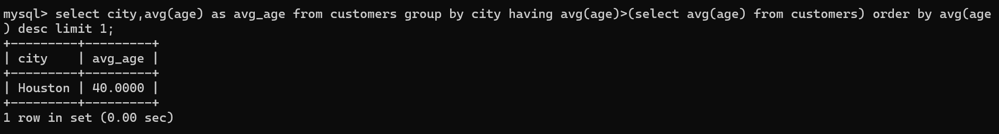 mysql> select city,avg(age) as avg_age from customers group by city having avg(age)>(select avg(age) from customers) order by avg(age
) desc limit 1;
+---------+---------+
| city    | avg_age |
+---------+---------+
| Houston | 40.0000 |
+---------+---------+
1 row in set (0.00 sec)